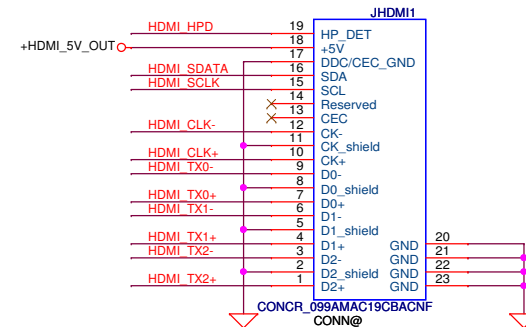 JHDMI1
HDMI_HPD 19 HP_DET
+HDMI_5V_OUT 18 +5V
17 DDC/CEC_GND
HDMI_SDATA 16 SDA
HDMI_SCLK 15 SCL
14 Reserved
13 CEC
HDMI_CLK- 12 CK-
11 CK_shield
HDMI_CLK+ 10 CK+
HDMI_TX0- 9 D0-
8 D0_shield
HDMI_TX0+ 7 D0+
HDMI_TX1- 6 D1-
5 D1_shield
HDMI_TX1+ 4 D1+ GND 20
HDMI_TX2- 3 D2- GND 21
2 D2_shield GND 22
HDMI_TX2+ 1 D2+ GND 23
CONCR_099AMAC19CBACNF
CONN@